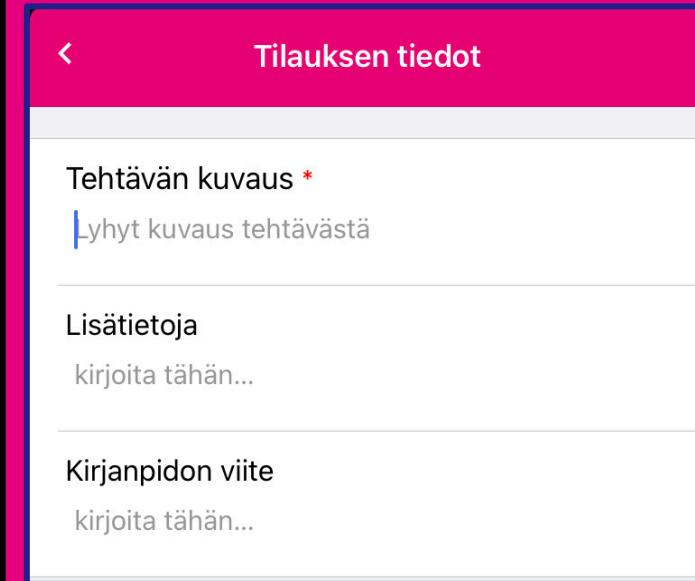 Tilauksen tiedot
Tehtävän kuvaus *
Lyhyt kuvaus tehtävästä
Lisätietoja
kirjoita tähän...
Kirjanpidon viite
kirjoita tähän...